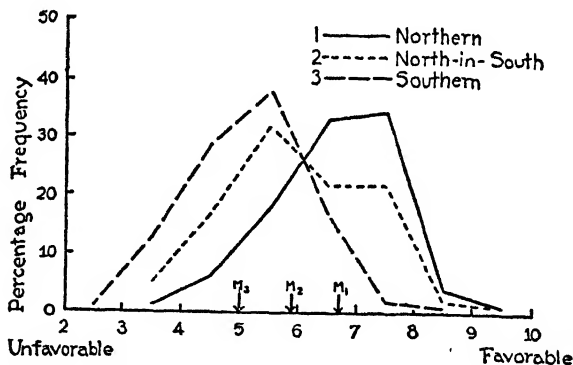 50
40
30
20
10
0
Percentage Frequency
1 Northern
2 North-in-South
3 Southern
M3 M2 M1
2 3 4 5 6 7 8 9 10
Unfavorable Favorable